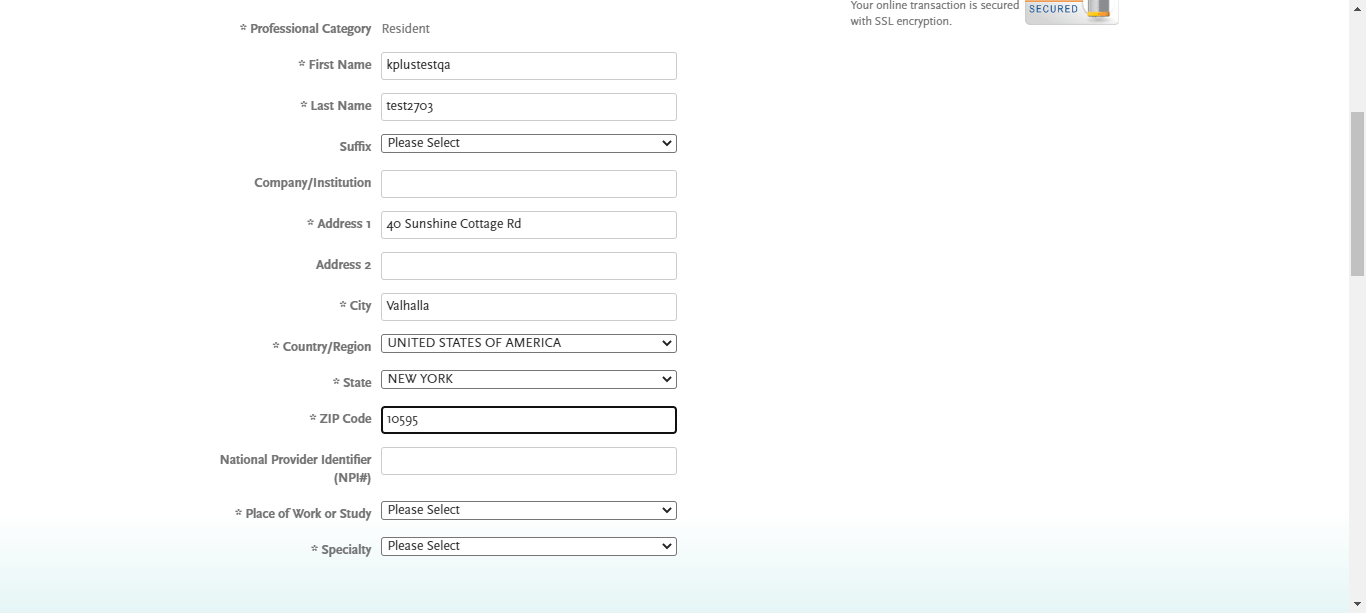 Your online transaction is secured
with SSL encryption.
SECURED
* Professional Category Resident
* First Name kplustestqa
* Last Name test2703
Suffix Please Select
Company/Institution
* Address 1 40 Sunshine Cottage Rd
Address 2
* City Valhalla
* Country/Region UNITED STATES OF AMERICA
* State NEW YORK
* ZIP Code 10595
National Provider Identifier
(NPI#)
* Place of Work or Study Please Select
* Specialty Please Select